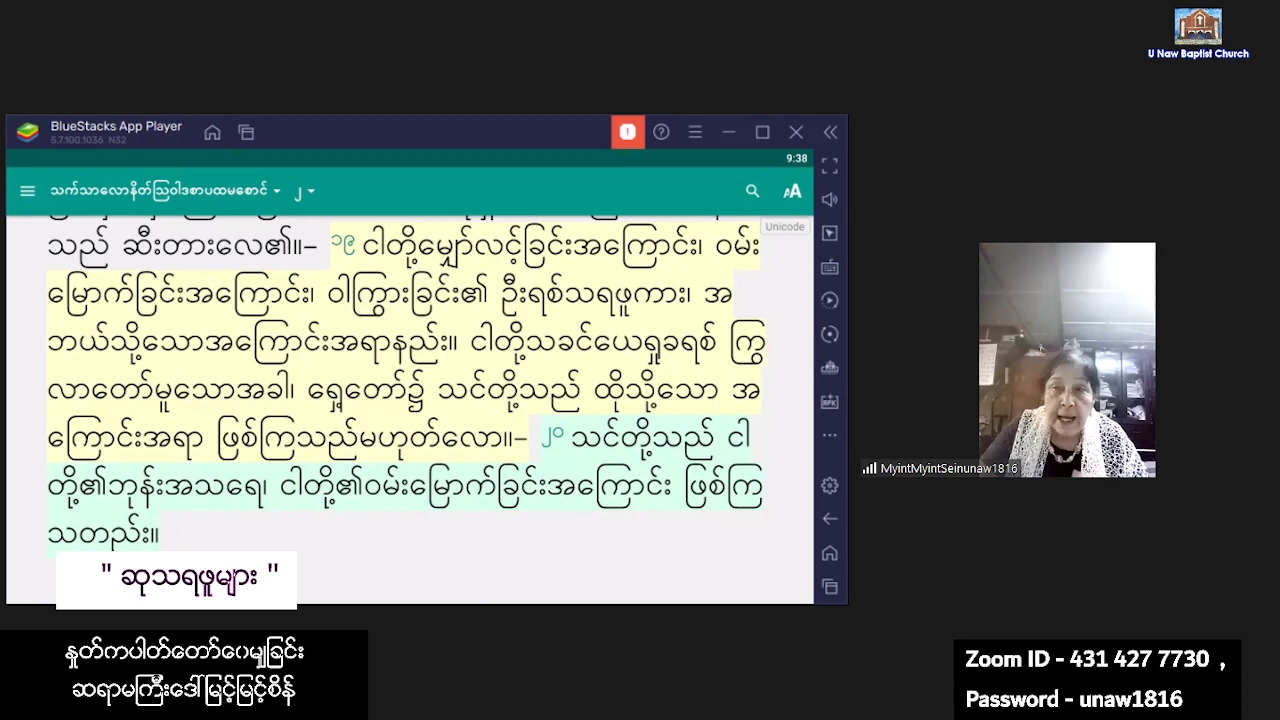 U Naw Baptist Church
BlueStacks App Player
5.7.100.1036 N32
9:38
သက်သာလောနိတ်ဩဝါဒစာပထမစောင် ၂
Unicode
သည် ဆီးတားလေ၏။– ၁၉ ငါတို့မျှော်လင့်ခြင်းအကြောင်း၊ ဝမ်း
မြောက်ခြင်းအကြောင်း၊ ဝါကြွားခြင်း၏ ဦးရစ်သရဖူကား၊ အ
ဘယ်သို့သောအကြောင်းအရာနည်း။ ငါတို့သခင်ယေရှုခရစ် ကြွ
လာတော်မူသောအခါ၊ ရှေ့တော်၌ သင်တို့သည် ထိုသို့သော အ
ကြောင်းအရာ ဖြစ်ကြသည်မဟုတ်လော။– ၂၀ သင်တို့သည် ငါ
တို့၏ဘုန်းအသရေ၊ ငါတို့၏ဝမ်းမြောက်ခြင်းအကြောင်း ဖြစ်ကြ
သတည်း။
MyintMyintSeinunaw1816
" ဆုသရဖူများ "
နှုတ်ကပါတ်တော်ဝေမျှခြင်း
ဆရာမကြီးဒေါ်မြင့်မြင့်စိန်
Zoom ID - 431 427 7730 ,
Password - unaw1816